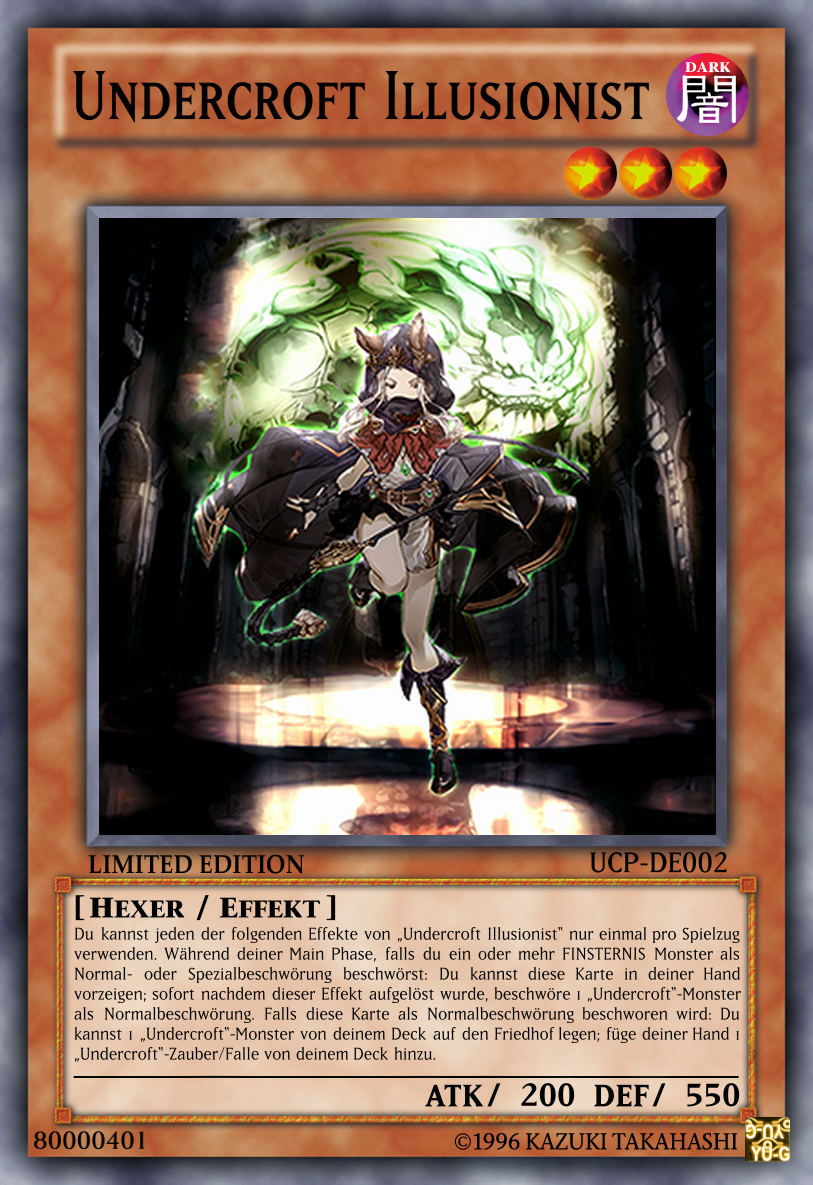 Undercroft Illusionist
DARK
闇
LIMITED EDITION
UCP-DE002
[ Hexer / Effekt ]
Du kannst jeden der folgenden Effekte von „Undercroft Illusionist“ nur einmal pro Spielzug
verwenden. Während deiner Main Phase, falls du ein oder mehr FINSTERNIS Monster als
Normal- oder Spezialbeschwörung beschwörst: Du kannst diese Karte in deiner Hand
vorzeigen; sofort nachdem dieser Effekt aufgelöst wurde, beschwöre 1 „Undercroft“-Monster
als Normalbeschwörung. Falls diese Karte als Normalbeschwörung beschworen wird: Du
kannst 1 „Undercroft“-Monster von deinem Deck auf den Friedhof legen; füge deiner Hand 1
„Undercroft“-Zauber/Falle von deinem Deck hinzu.
ATK/ 200 DEF/ 550
80000401
©1996 KAZUKI TAKAHASHI